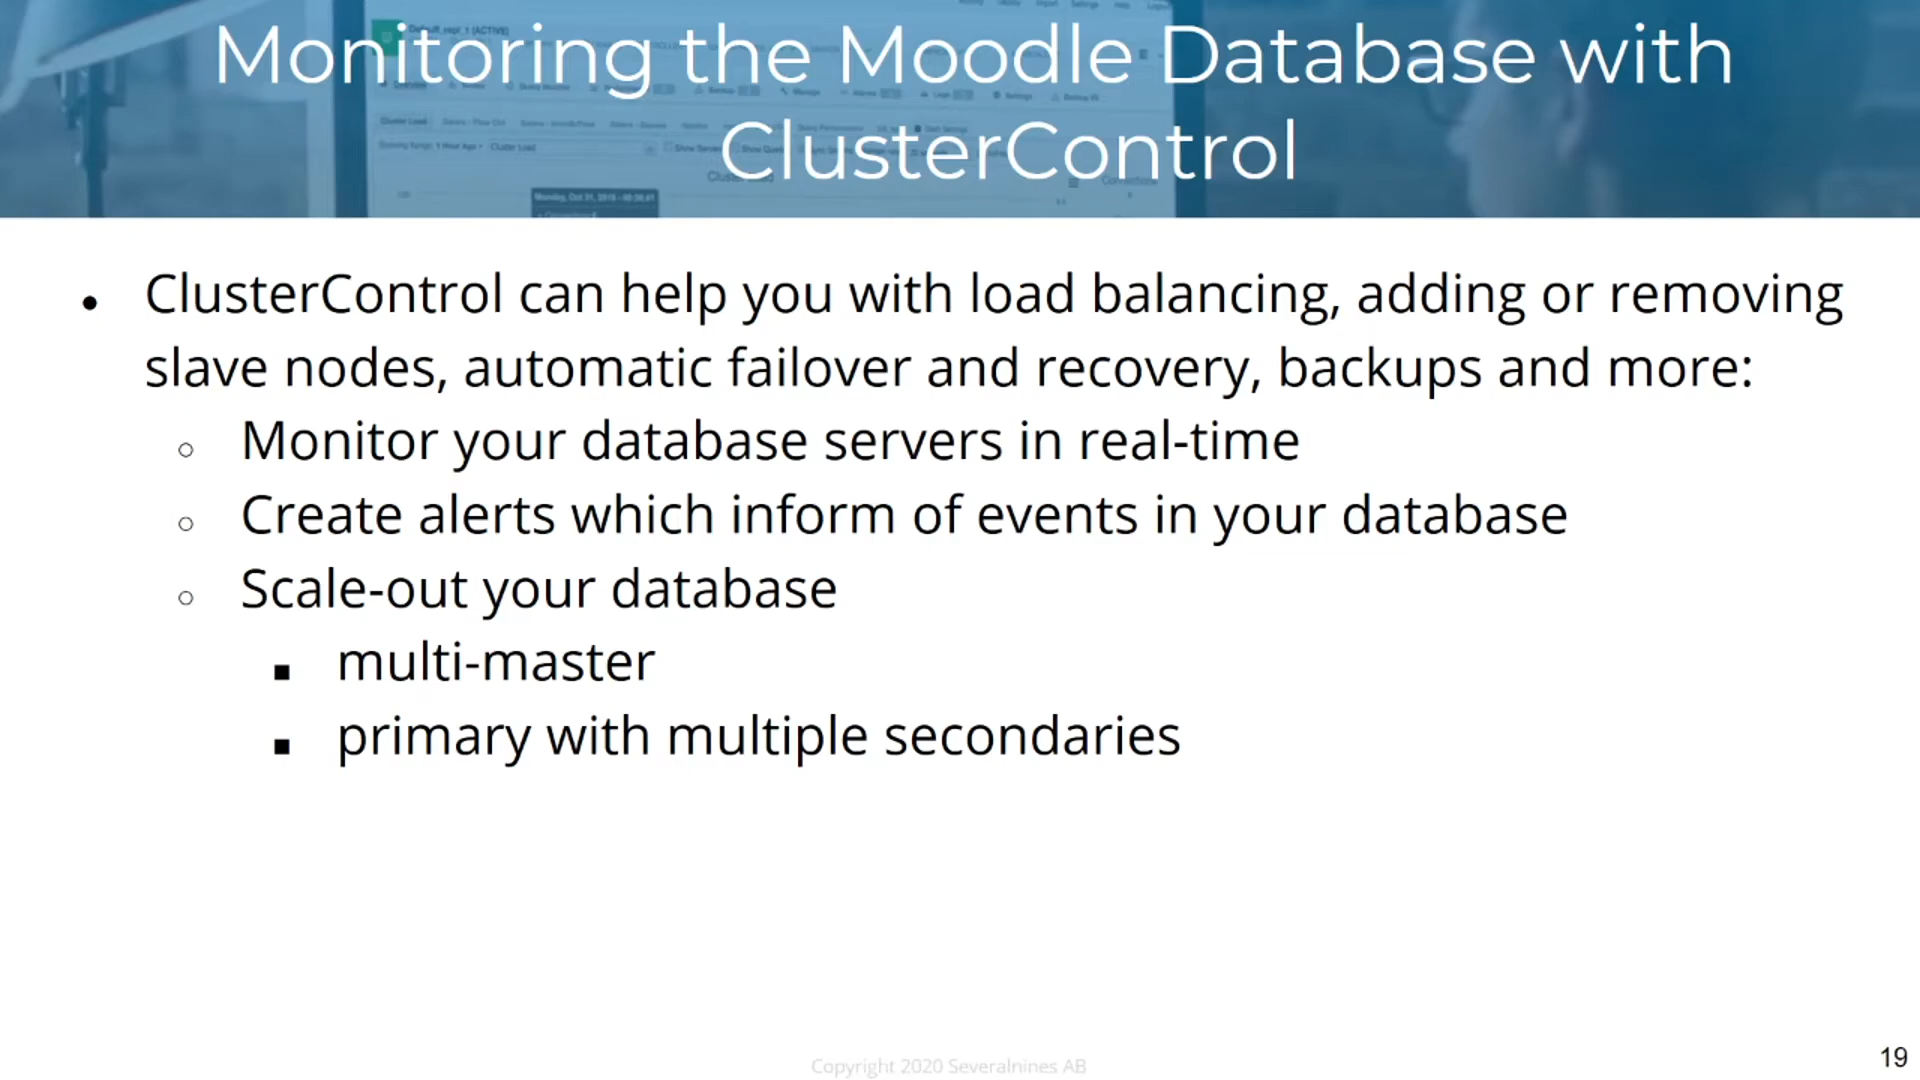 Monitoring the Moodle Database with
ClusterControl
• ClusterControl can help you with load balancing, adding or removing
slave nodes, automatic failover and recovery, backups and more:
○ Monitor your database servers in real-time
○ Create alerts which inform of events in your database
○ Scale-out your database
■ multi-master
■ primary with multiple secondaries
Copyright 2020 Severalnines AB
19